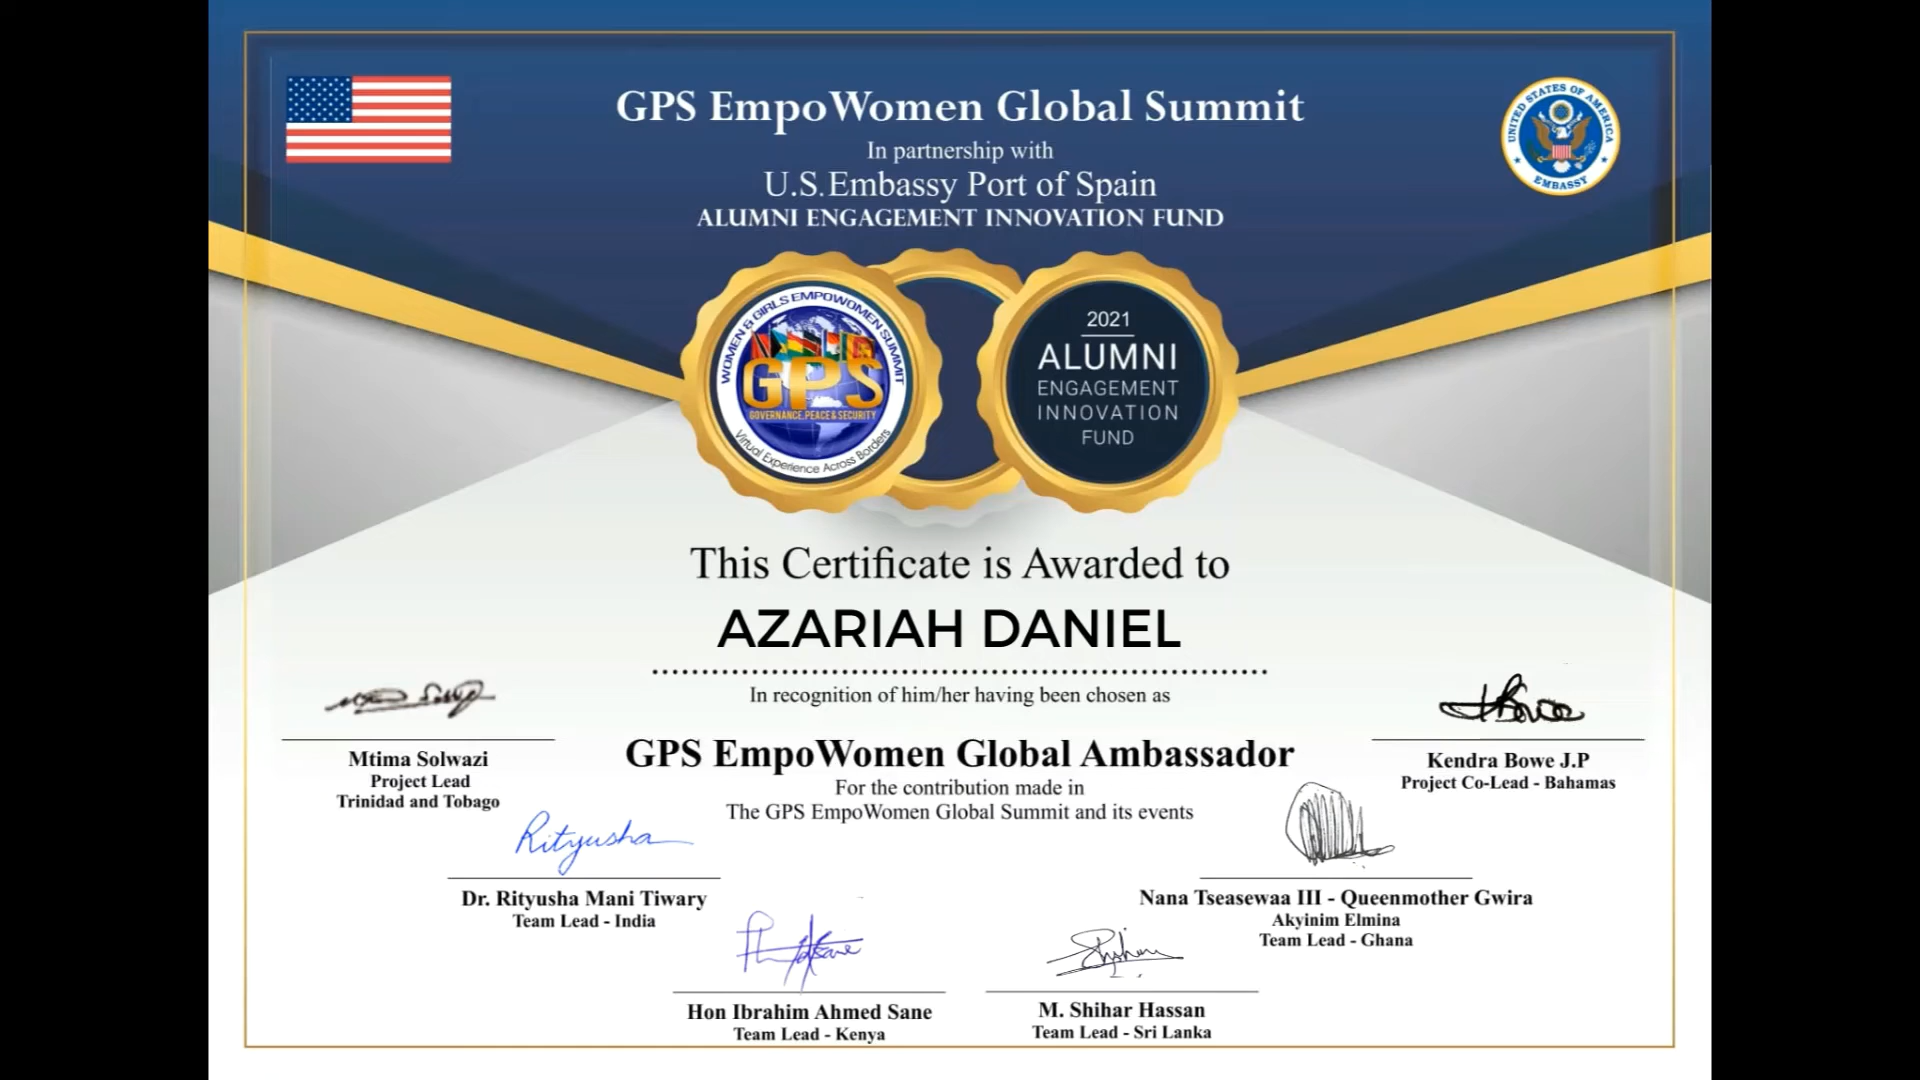 GPS EmpoWomen Global Summit
In partnership with
U.S.Embassy Port of Spain
ALUMNI ENGAGEMENT INNOVATION FUND
UNITED STATES OF AMERICA
EMBASSY
WOMEN & GIRLS EMPOWOMEN SUMMIT
GPS
GOVERNANCE, PEACE & SECURITY
Virtual Experience Across Borders
2021
ALUMNI
ENGAGEMENT
INNOVATION
FUND
This Certificate is Awarded to
AZARIAH DANIEL
In recognition of him/her having been chosen as
GPS EmpoWomen Global Ambassador
For the contribution made in
The GPS EmpoWomen Global Summit and its events
Mtima Solwazi
Project Lead
Trinidad and Tobago
Kendra Bowe J.P
Project Co-Lead - Bahamas
Rityusha
Dr. Rityusha Mani Tiwary
Team Lead - India
Nana Tseasewaa III - Queenmother Gwira
Akyinim Elmina
Team Lead - Ghana
Hon Ibrahim Ahmed Sane
Team Lead - Kenya
M. Shihar Hassan
Team Lead - Sri Lanka